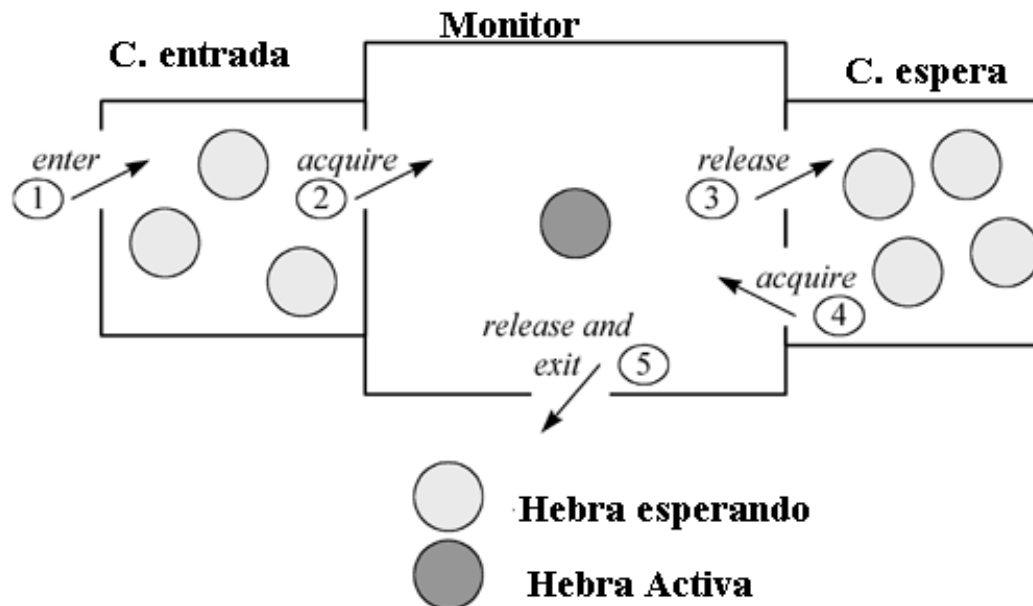 Monitor
C. entrada
C. espera
enter
1
acquire
2
release
3
acquire
4
release and
exit
5
Hebra esperando
Hebra Activa